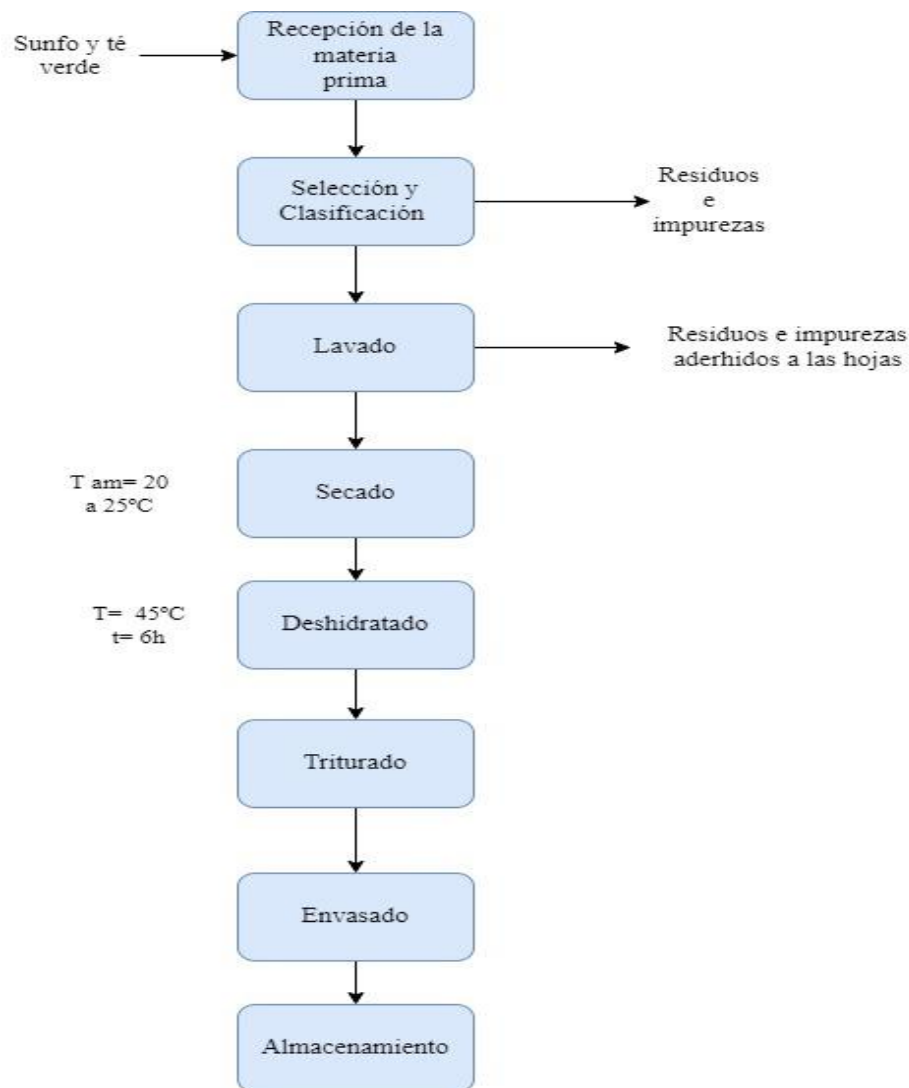 Sunfo y té
verde
Recepción de la
materia
prima
Selección y
Clasificación
Residuos
e
impurezas
Lavado
Residuos e impurezas
aderhidos a las hojas
T am= 20
a 25°C
Secado
T= 45°C
t= 6h
Deshidratado
Triturado
Envasado
Almacenamiento